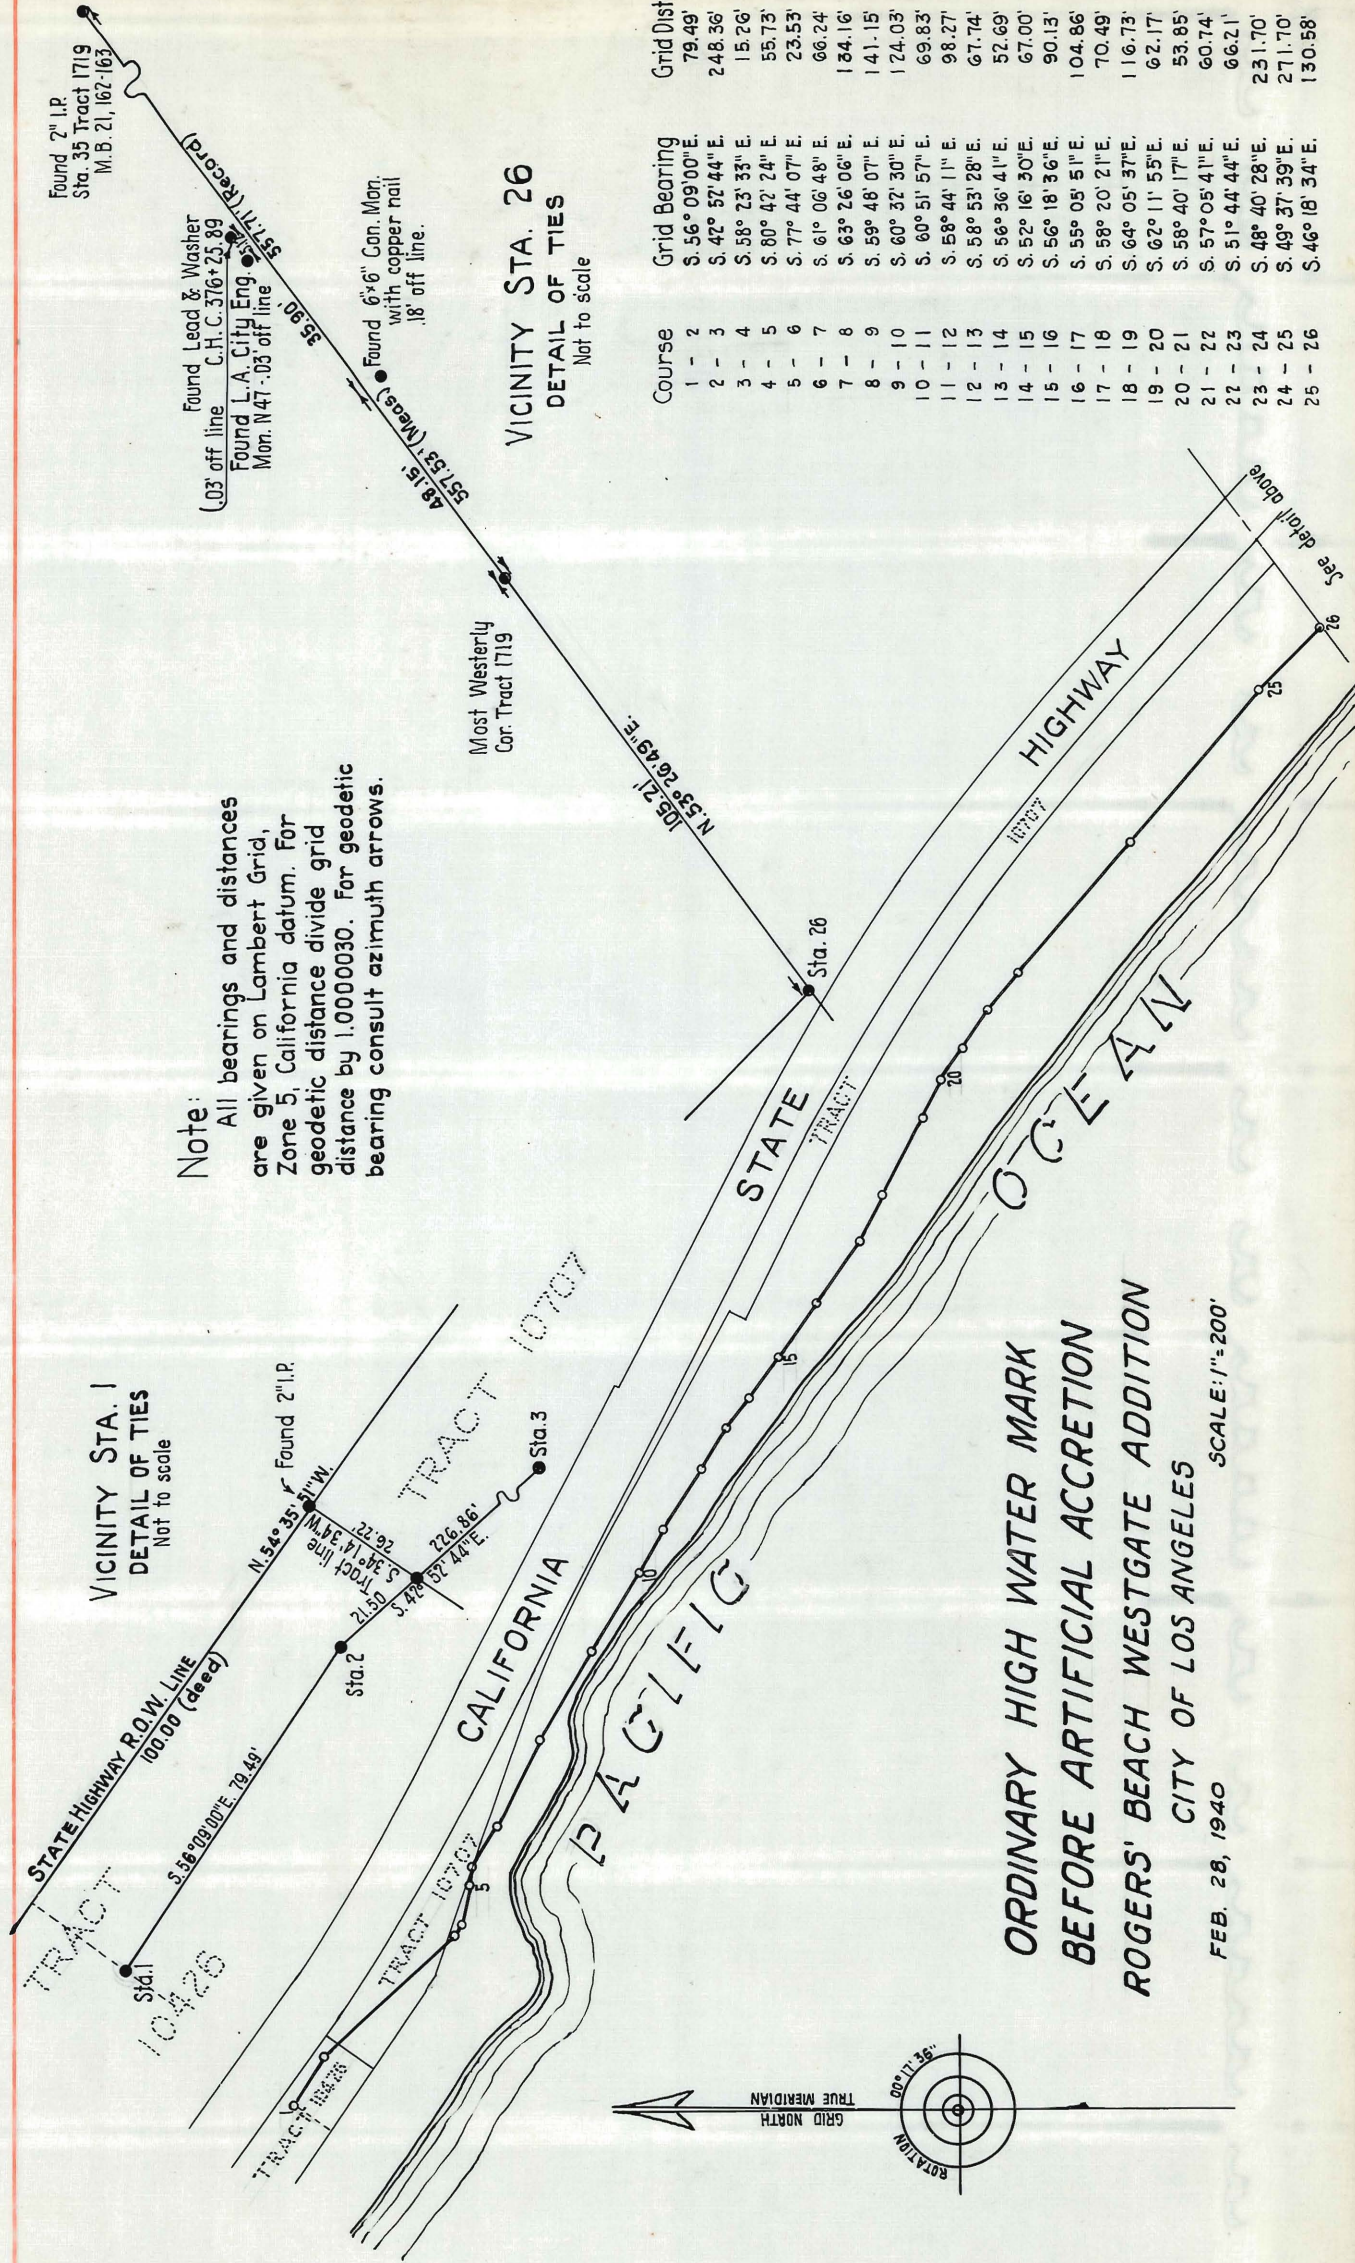 VICINITY STA. 1
DETAIL OF TIES
Not to scale
STATE HIGHWAY R.O.W. LINE
100.00 (deed)
N.54° 35' 51"W.
Found 2" I.P.
Tract line
S. 34° 14' 34"W
26.72'
S.56°09'00"E. 79.49'
Sta.1
Sta.2
21.50
S. 42° 52' 44"E.
226.86'
Sta.3
TRACT
10426
TRACT 10707
Note:
All bearings and distances
are given on Lambert Grid,
Zone 5, California datum. For
geodetic distance divide grid
distance by 1.0000030. For geodetic
bearing consult azimuth arrows.
Found 2" I.P.
Sta. 35 Tract 1719
M.B. 21, 162-163
557.71' (Record)
Found Lead & Washer
.03' off line C.H.C. 376+25.89
Found L.A. City Eng.
Mon. N47-.03' off line
35.90'
Found 6"x6" Con. Mon.
with copper nail
.18' off line.
557.53' (Meas)
48.15'
Most Westerly
Cor. Tract 1719
105.21'
N.53° 26'49"E.
Sta. 26
VICINITY STA. 26
DETAIL OF TIES
Not to scale
Course Grid Bearing Grid Dist
1 - 2 S. 56° 09' 00" E. 79.49'
2 - 3 S. 42° 52' 44" E. 248.36'
3 - 4 S. 58° 23' 33" E. 15.26'
4 - 5 S. 80° 42' 24" E. 55.73'
5 - 6 S. 77° 44' 07" E. 23.53'
6 - 7 S. 61° 06' 48" E. 66.24'
7 - 8 S. 63° 26' 06" E. 184.16'
8 - 9 S. 59° 48' 07" E. 141.15'
9 - 10 S. 60° 37' 30" E. 124.03'
10 - 11 S. 60° 51' 57" E. 69.83'
11 - 12 S. 58° 44' 11" E. 98.27'
12 - 13 S. 58° 53' 28" E. 67.74'
13 - 14 S. 56° 36' 41" E. 52.69'
14 - 15 S. 52° 16' 30" E. 67.00'
15 - 16 S. 56° 18' 36" E. 90.13'
16 - 17 S. 55° 05' 51" E. 104.86'
17 - 18 S. 58° 20' 21" E. 70.49'
18 - 19 S. 64° 05' 37" E. 116.73'
19 - 20 S. 62° 11' 55" E. 62.17'
20 - 21 S. 58° 40' 17" E. 53.85'
21 - 22 S. 57° 05' 41" E. 60.74'
22 - 23 S. 51° 44' 44" E. 66.21'
23 - 24 S. 48° 40' 28" E. 231.70'
24 - 25 S. 49° 37' 39" E. 271.70'
25 - 26 S. 46° 18' 34" E. 130.58'
CALIFORNIA STATE HIGHWAY
TRACT 10426
TRACT 10707
TRACT 10707
5
10
15
20
25
26
See detail above
PACIFIC OCEAN
GRID NORTH
TRUE MERIDIAN
ROTATION
00° 17' 36"
ORDINARY HIGH WATER MARK
BEFORE ARTIFICIAL ACCRETION
ROGERS' BEACH WESTGATE ADDITION
CITY OF LOS ANGELES
FEB. 28, 1940 SCALE: 1"=200'